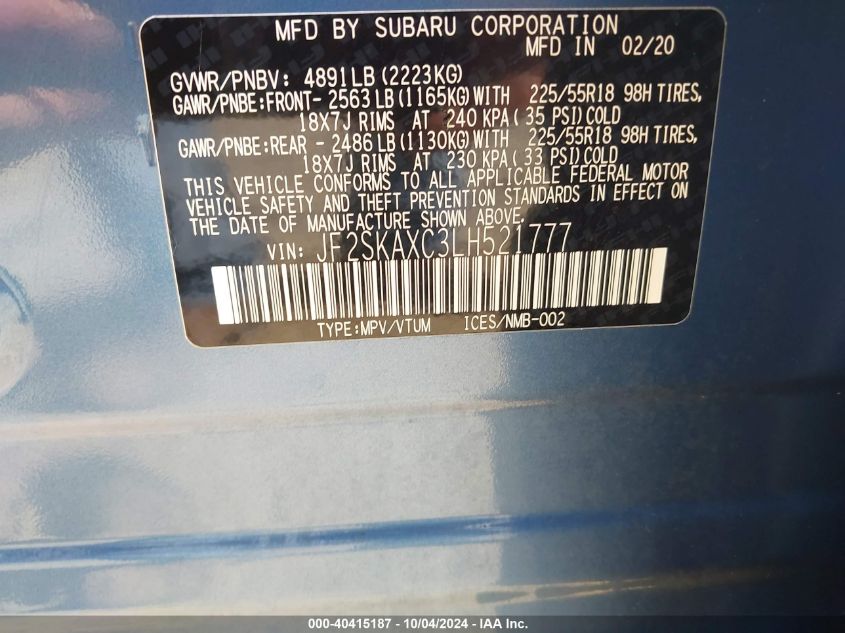 MFD BY SUBARU CORPORATION
MFD IN 02/20
GVWR/PNBV: 4891LB (2223KG)
GAWR/PNBE:FRONT- 2563 LB (1165KG) WITH 225/55R18 98H TIRES,
18X7J RIMS AT 240 KPA( 35 PSI) COLD
GAWR/PNBE:REAR - 2486 LB (1130KG) WITH 225/55R18 98H TIRES,
18X7J RIMS AT 230 KPA( 33 PSI) COLD
THIS VEHICLE CONFORMS TO ALL APPLICABLE FEDERAL MOTOR
VEHICLE SAFETY AND THEFT PREVENTION STANDARDS IN EFFECT ON
THE DATE OF MANUFACTURE SHOWN ABOVE.
VIN: JF2SKAXC3LH521777
TYPE:MPV/VTUM ICES/NMB-002
000-40415187 - 10/04/2024 - IAA Inc.